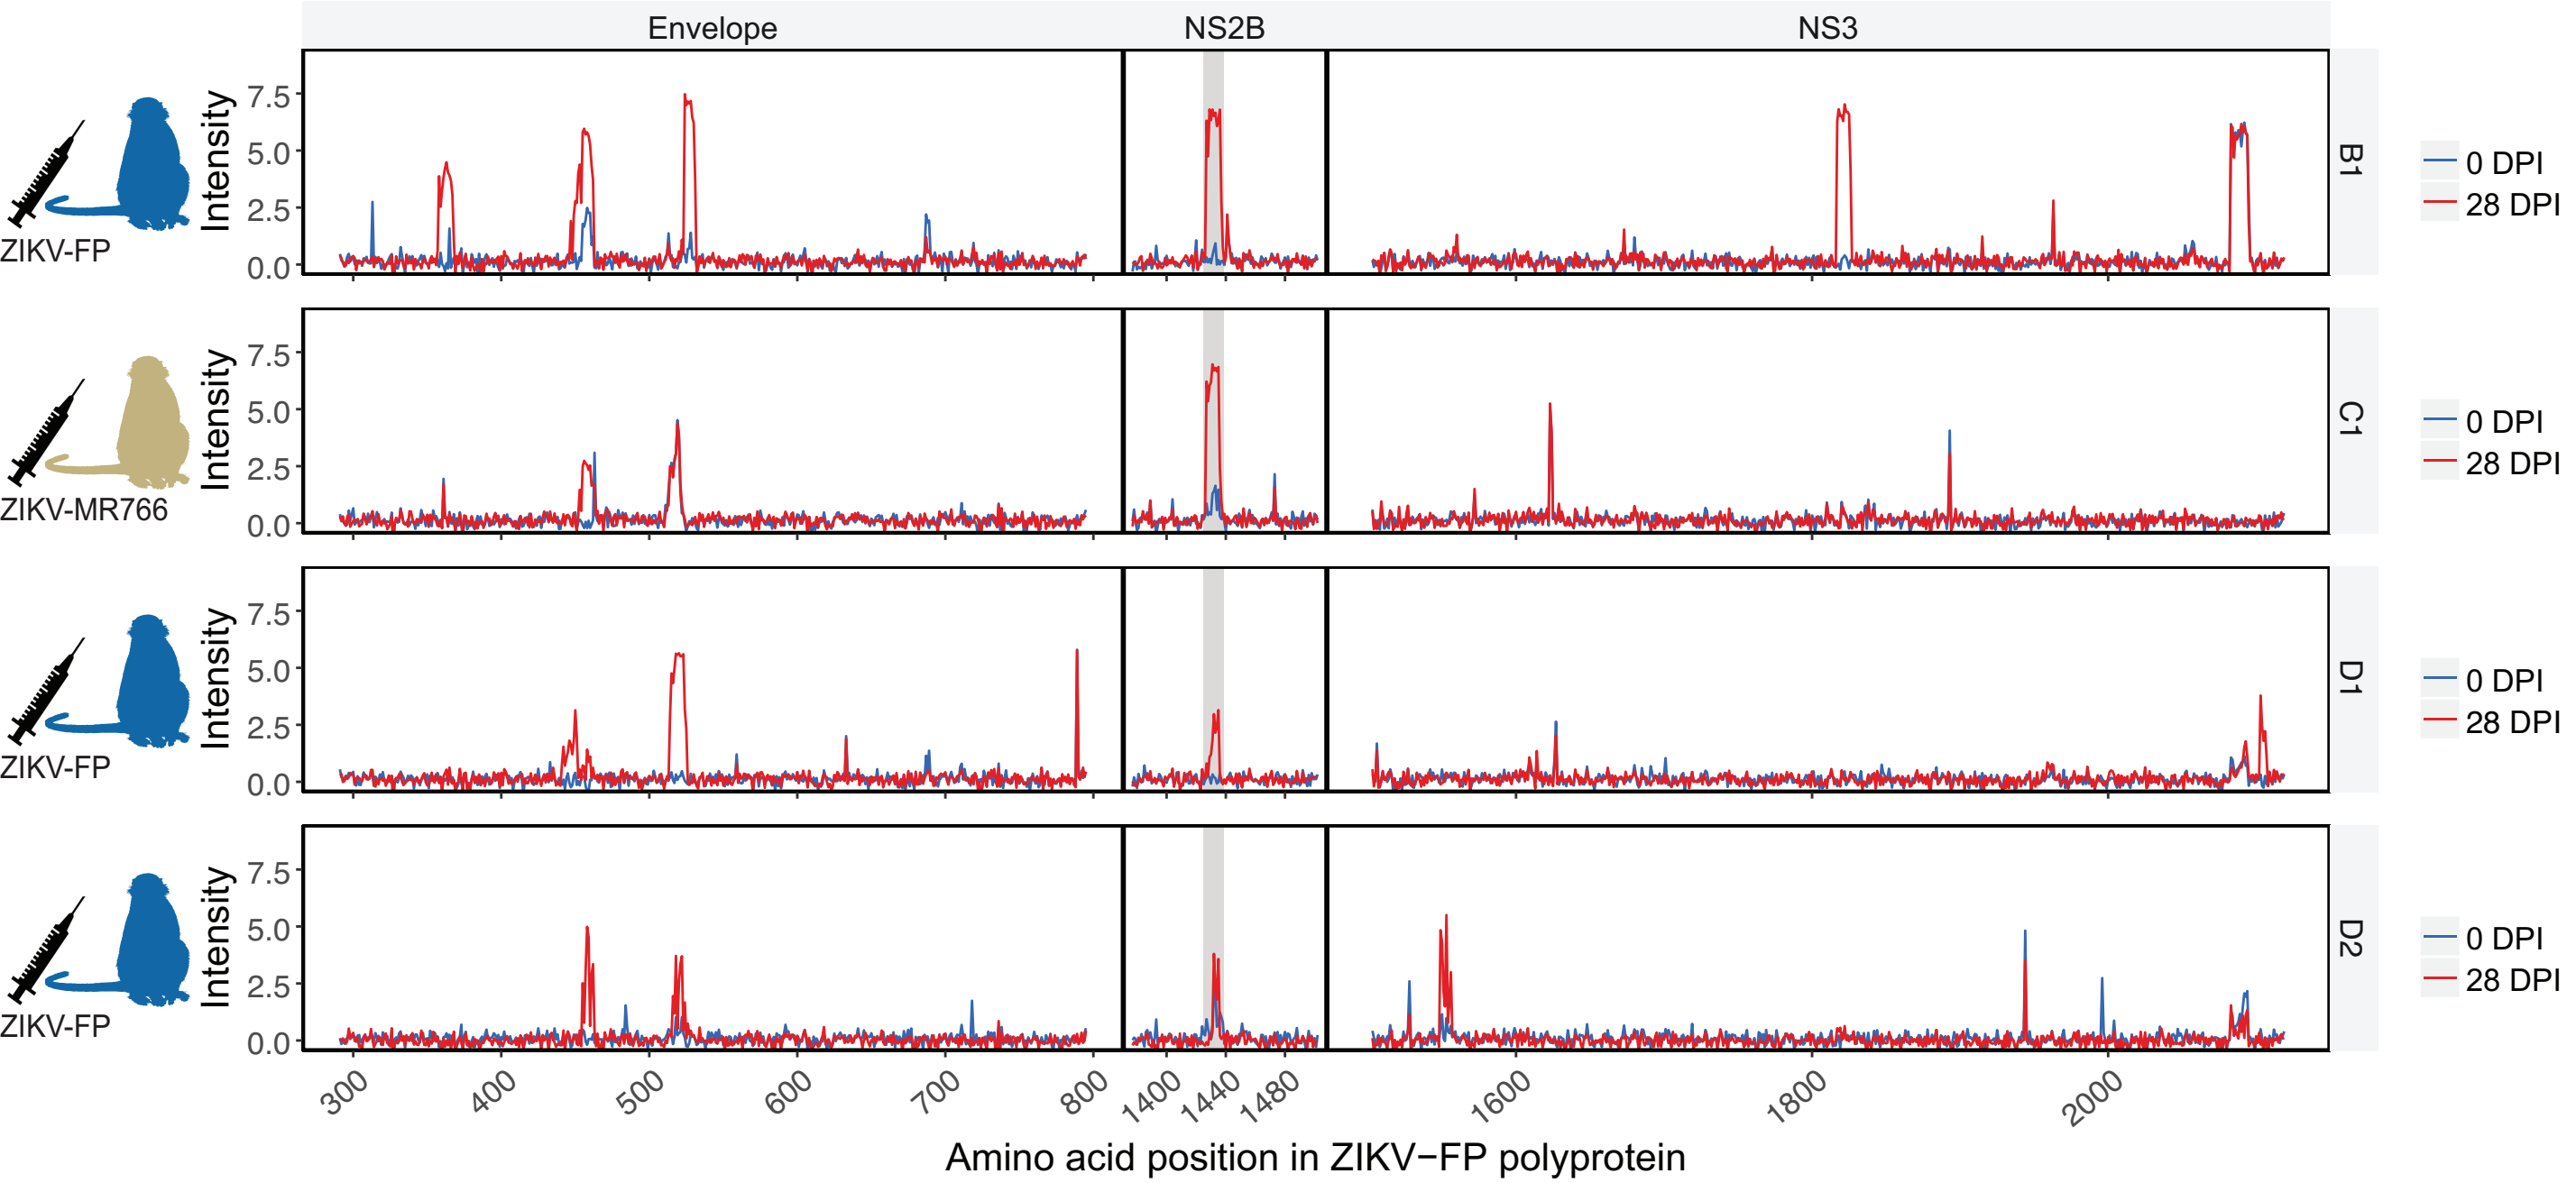 Envelope NS2B NS3
7.5
5.0
2.5
0.0
Intensity
ZIKV-FP
B1
0 DPI
28 DPI
7.5
5.0
2.5
0.0
Intensity
ZIKV-MR766
C1
0 DPI
28 DPI
7.5
5.0
2.5
0.0
Intensity
ZIKV-FP
D1
0 DPI
28 DPI
7.5
5.0
2.5
0.0
Intensity
ZIKV-FP
D2
0 DPI
28 DPI
300 400 500 600 700 800 1400 1440 1480 1600 1800 2000
Amino acid position in ZIKV−FP polyprotein